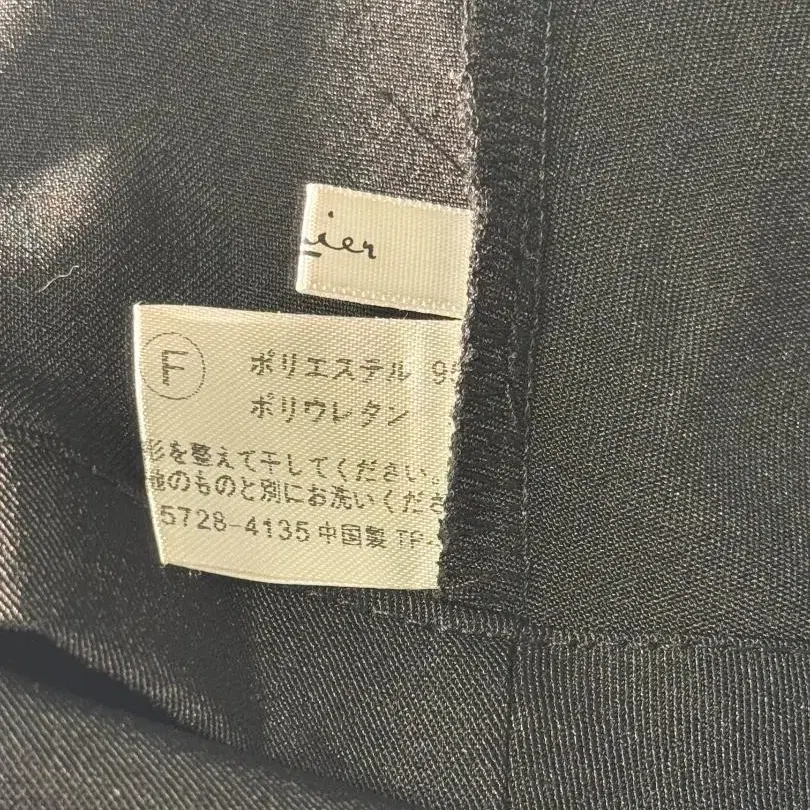 ier
F ポリエステル 9
ポリウレタン
形を整えて干してください。
他のものと別にお洗いくださ
5728-4135 中国製 TP-